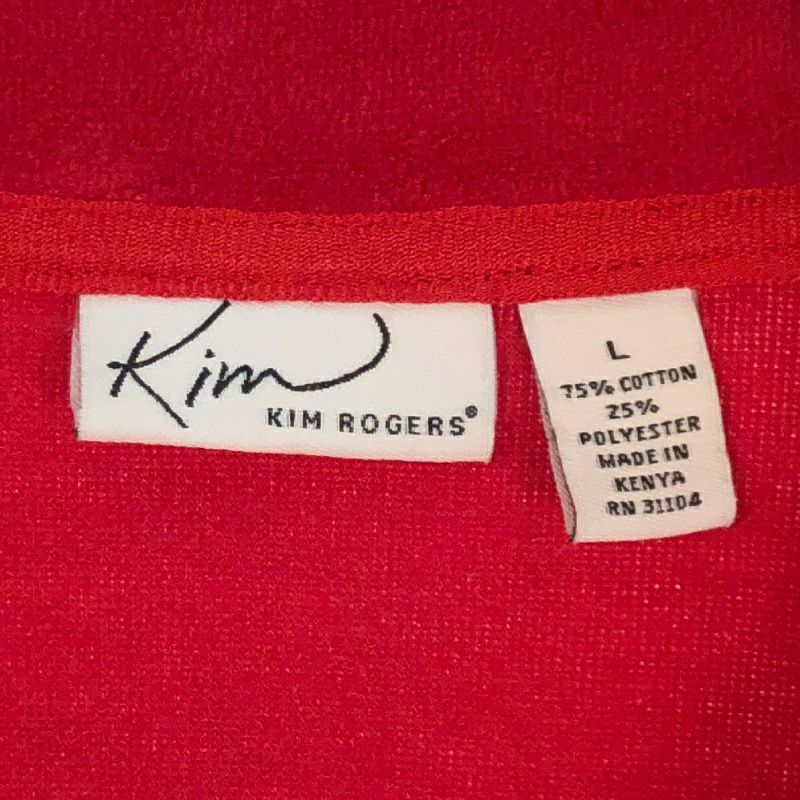 Kim
KIM ROGERS®
L
75% COTTON
25%
POLYESTER
MADE IN
KENYA
RN 31104